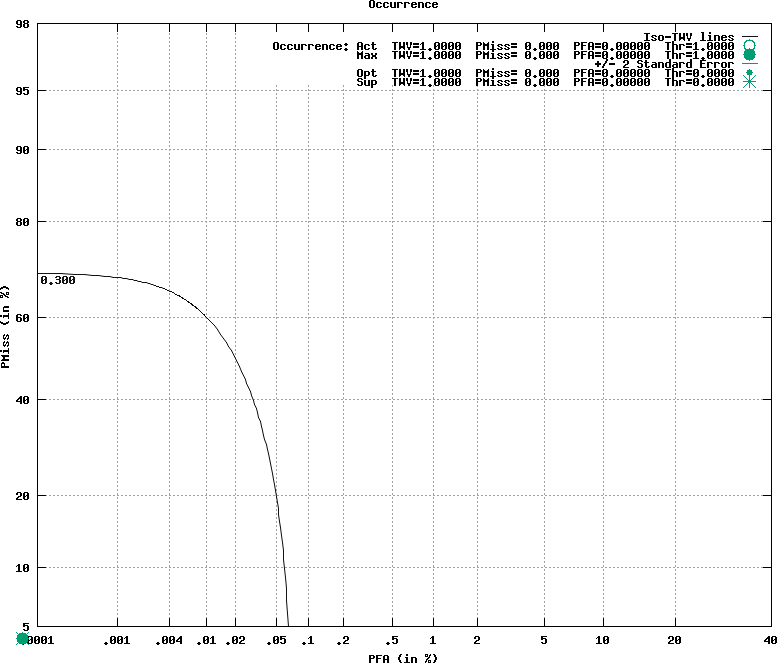 Occurrence
Iso-TWV lines
Occurrence: Act TWV=1.0000 PMiss= 0.000 PFA=0.00000 Thr=1.0000
Max TWV=1.0000 PMiss= 0.000 PFA=0.00000 Thr=1.0000
+/- 2 Standard Error
Opt TWV=1.0000 PMiss= 0.000 PFA=0.00000 Thr=0.0000
Sup TWV=1.0000 PMiss= 0.000 PFA=0.00000 Thr=0.0000
98
95
90
80
60
40
20
10
5
0.300
PMiss (in %)
0001 .001 .004 .01 .02 .05 .1 .2 .5 1 2 5 10 20 40
PFA (in %)